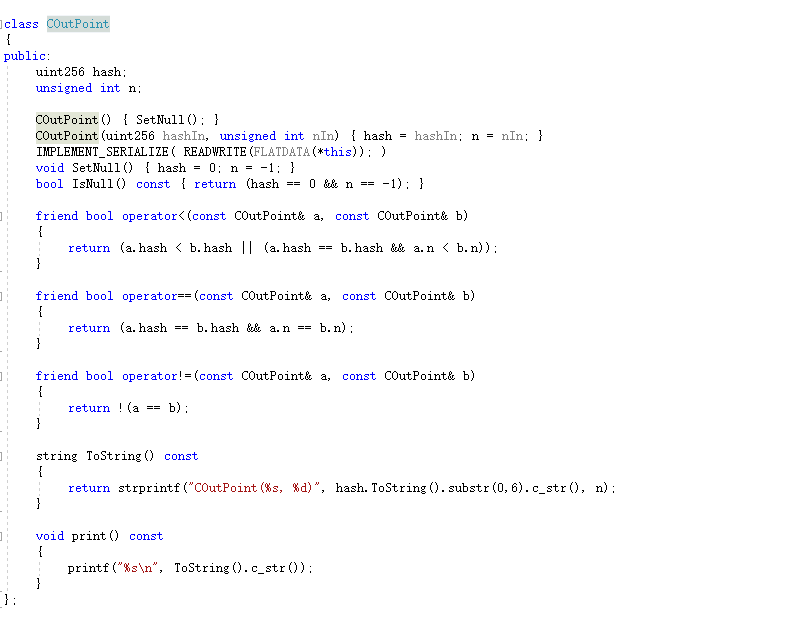 class COutPoint
{
public:
    uint256 hash;
    unsigned int n;

    COutPoint() { SetNull(); }
    COutPoint(uint256 hashIn, unsigned int nIn) { hash = hashIn; n = nIn; }
    IMPLEMENT_SERIALIZE( READWRITE(FLATDATA(*this)); )
    void SetNull() { hash = 0; n = -1; }
    bool IsNull() const { return (hash == 0 && n == -1); }

    friend bool operator<(const COutPoint& a, const COutPoint& b)
    {
        return (a.hash < b.hash || (a.hash == b.hash && a.n < b.n));
    }

    friend bool operator==(const COutPoint& a, const COutPoint& b)
    {
        return (a.hash == b.hash && a.n == b.n);
    }

    friend bool operator!=(const COutPoint& a, const COutPoint& b)
    {
        return !(a == b);
    }

    string ToString() const
    {
        return strprintf("COutPoint(%s, %d)", hash.ToString().substr(0,6).c_str(), n);
    }

    void print() const
    {
        printf("%s\n", ToString().c_str());
    }
};